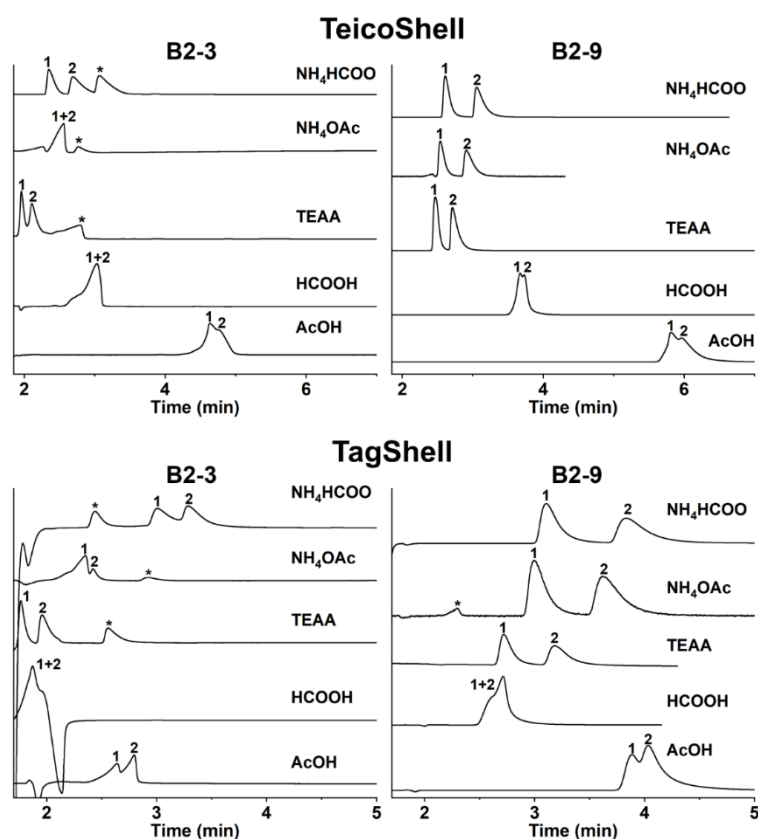 TeicoShell
B2-3
1 2 * NH₄HCOO
1+2 * NH₄OAc
1 2 * TEAA
1+2 HCOOH
1 2 AcOH
2 4 6
Time (min)
B2-9
1 2 NH₄HCOO
1 2 NH₄OAc
1 2 TEAA
1 2 HCOOH
1 2 AcOH
2 4 6
Time (min)
TagShell
B2-3
* 1 2 NH₄HCOO
1 2 * NH₄OAc
1 2 * TEAA
1+2 HCOOH
1 2 AcOH
2 3 4 5
Time (min)
B2-9
1 2 NH₄HCOO
* 1 2 NH₄OAc
1 2 TEAA
1+2 HCOOH
1 2 AcOH
2 3 4 5
Time (min)